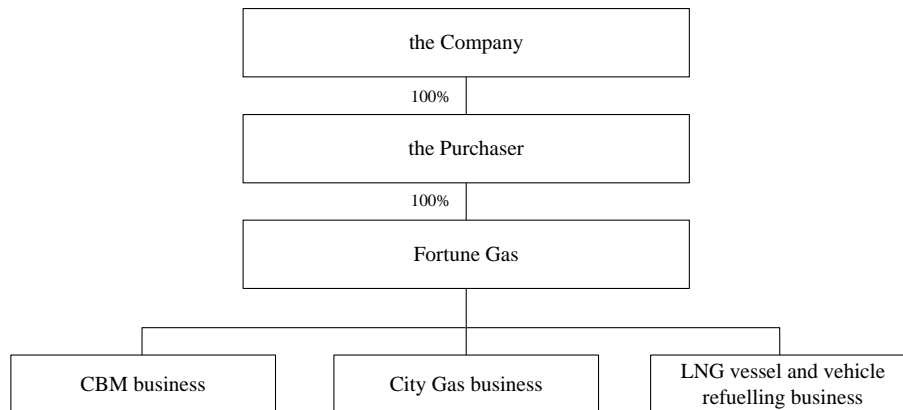 the Company
100%
the Purchaser
100%
Fortune Gas
CBM business
City Gas business
LNG vessel and vehicle
refuelling business